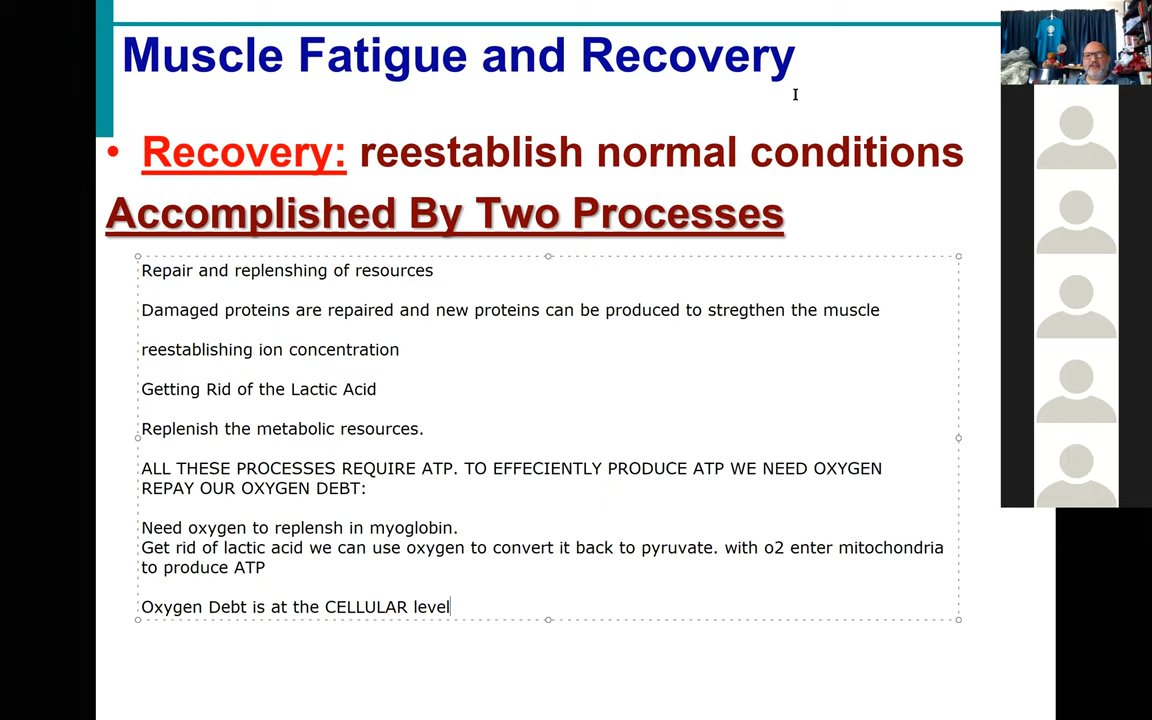 Muscle Fatigue and Recovery
• Recovery: reestablish normal conditions
Accomplished By Two Processes
Repair and replenshing of resources
Damaged proteins are repaired and new proteins can be produced to stregthen the muscle
reestablishing ion concentration
Getting Rid of the Lactic Acid
Replenish the metabolic resources.
ALL THESE PROCESSES REQUIRE ATP. TO EFFECIENTLY PRODUCE ATP WE NEED OXYGEN
REPAY OUR OXYGEN DEBT:
Need oxygen to replensh in myoglobin.
Get rid of lactic acid we can use oxygen to convert it back to pyruvate. with o2 enter mitochondria
to produce ATP
Oxygen Debt is at the CELLULAR level